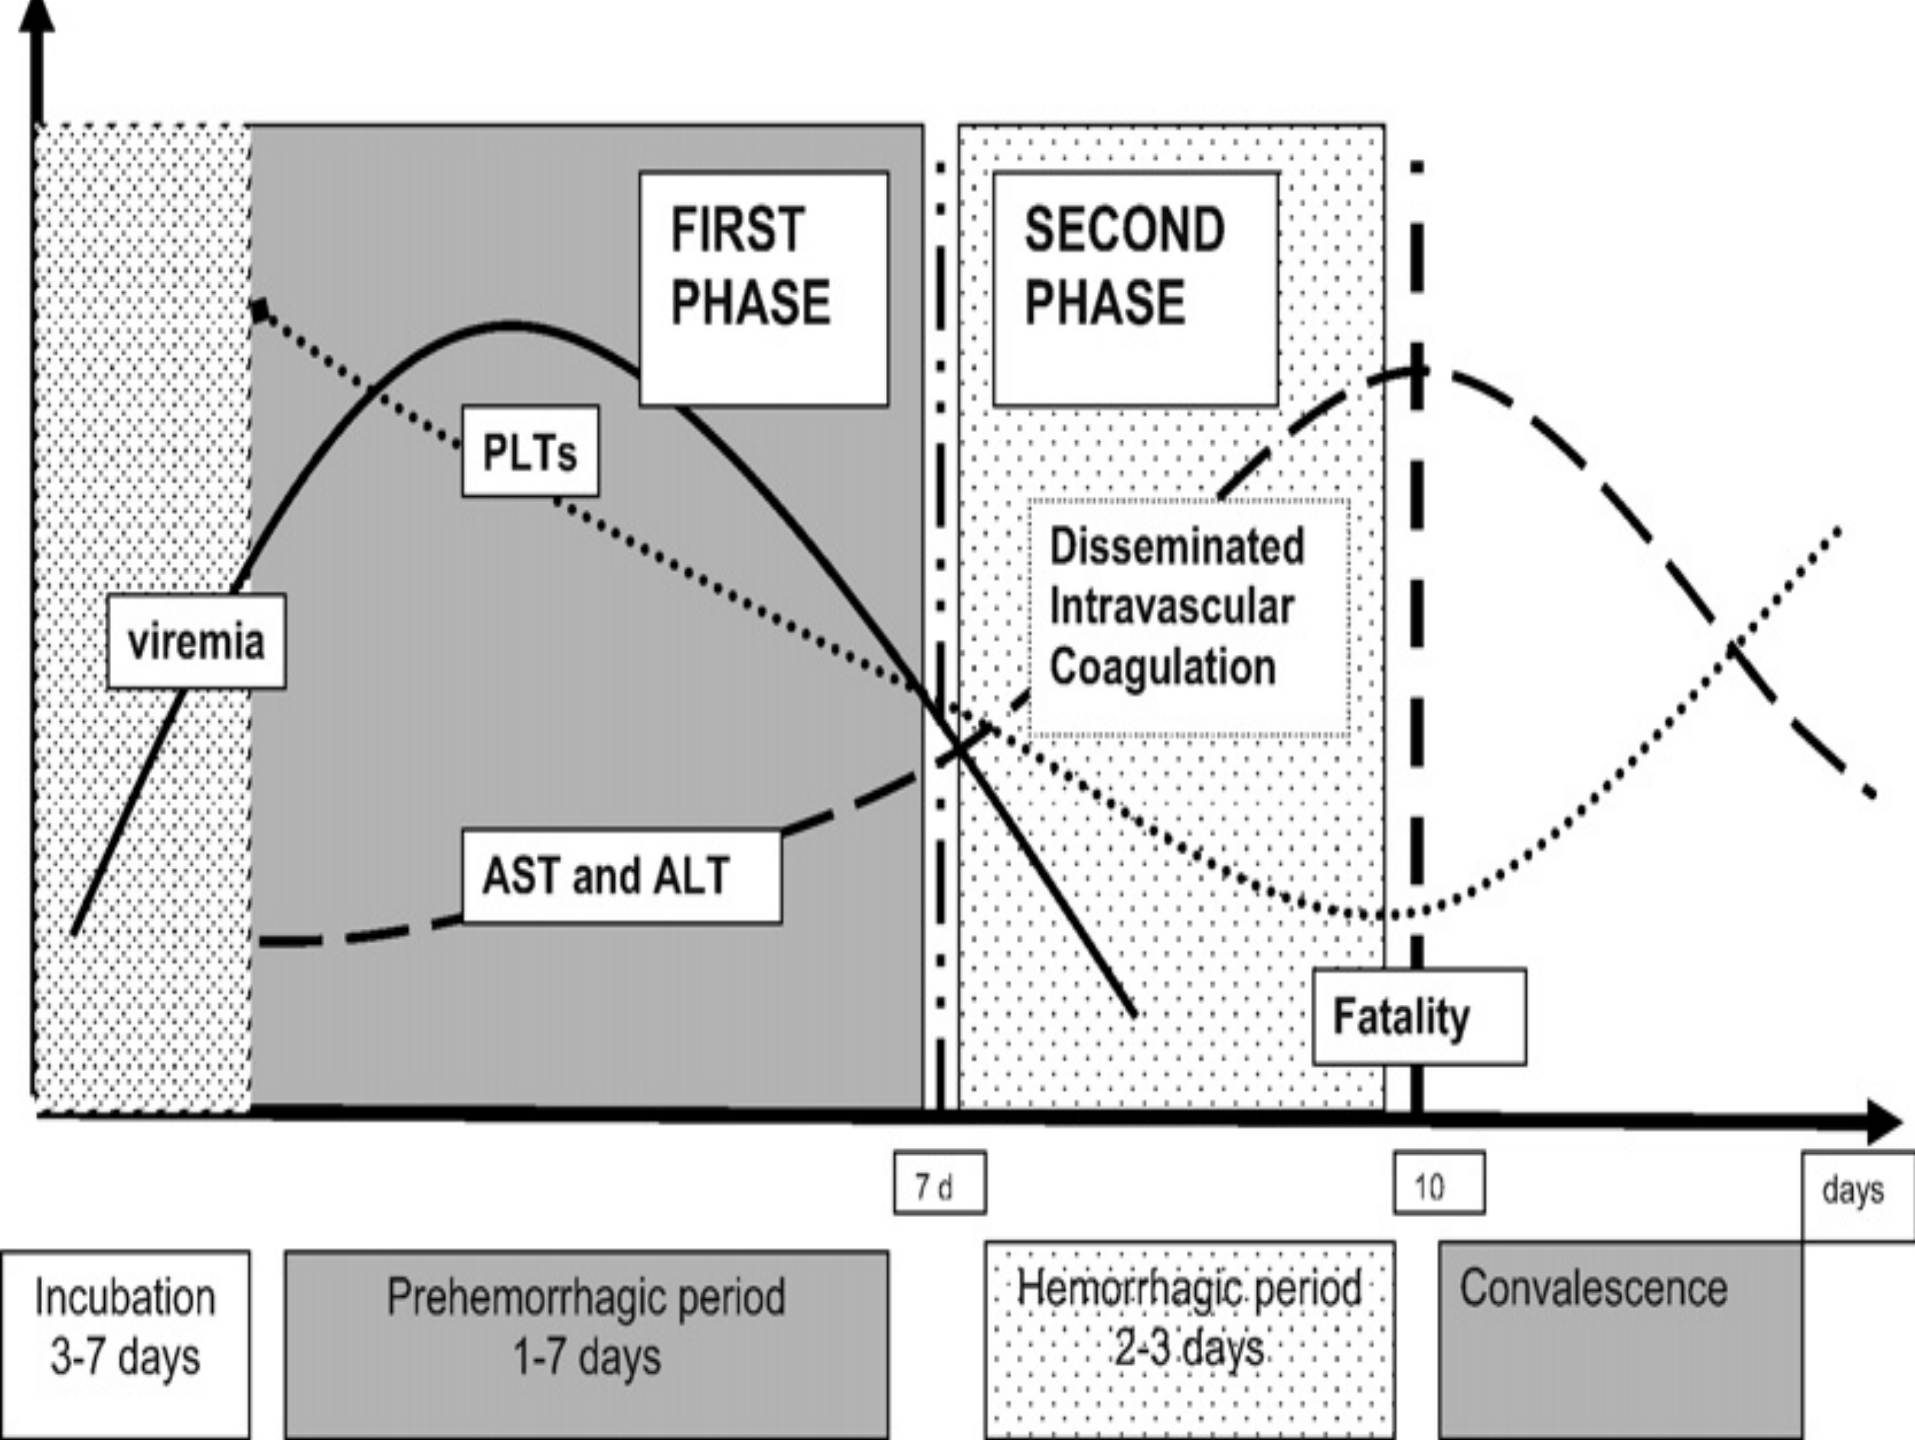 FIRST
PHASE
SECOND
PHASE
PLTs
Disseminated
Intravascular
Coagulation
viremia
AST and ALT
Fatality
7 d
10
days
Incubation
3-7 days
Prehemorrhagic period
1-7 days
Hemorrhagic period
2-3 days
Convalescence